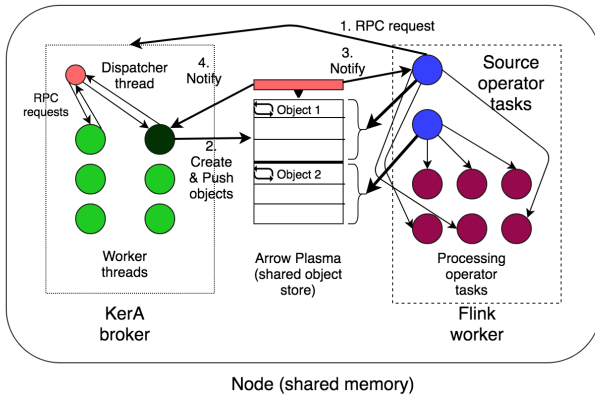 1. RPC request
4.
Notify
3.
Notify
Dispatcher
thread
Source
operator
tasks
RPC
requests
Object 1
2.
Create
& Push
objects
Object 2
Worker
threads
Arrow Plasma
(shared object
store)
Processing
operator
tasks
KerA
broker
Flink
worker
Node (shared memory)